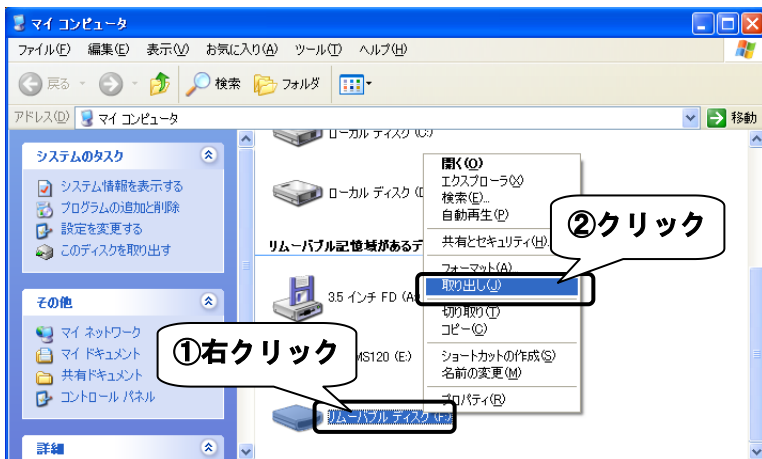 マイ コンピュータ
ファイル(F) 編集(E) 表示(V) お気に入り(A) ツール(T) ヘルプ(H)
戻る 検索 フォルダ
アドレス(D) マイ コンピュータ 移動
システムのタスク
システム情報を表示する
プログラムの追加と削除
設定を変更する
このディスクを取り出す
その他
マイ ネットワーク
マイ ドキュメント
共有ドキュメント
コントロール パネル
詳細
ローカル ディスク (C:)
ローカル ディスク (D
リムーバブル記憶域があるデ
3.5 インチ FD (A:
MS120 (E:)
リムーバブル ディスク (F:)
開く(O)
エクスプローラ(X)
検索(E)...
自動再生(P)
共有とセキュリティ(H)...
フォーマット(A)...
取り出し(J)
切り取り(T)
コピー(C)
ショートカットの作成(S)
名前の変更(M)
プロパティ(R)
①右クリック
②クリック